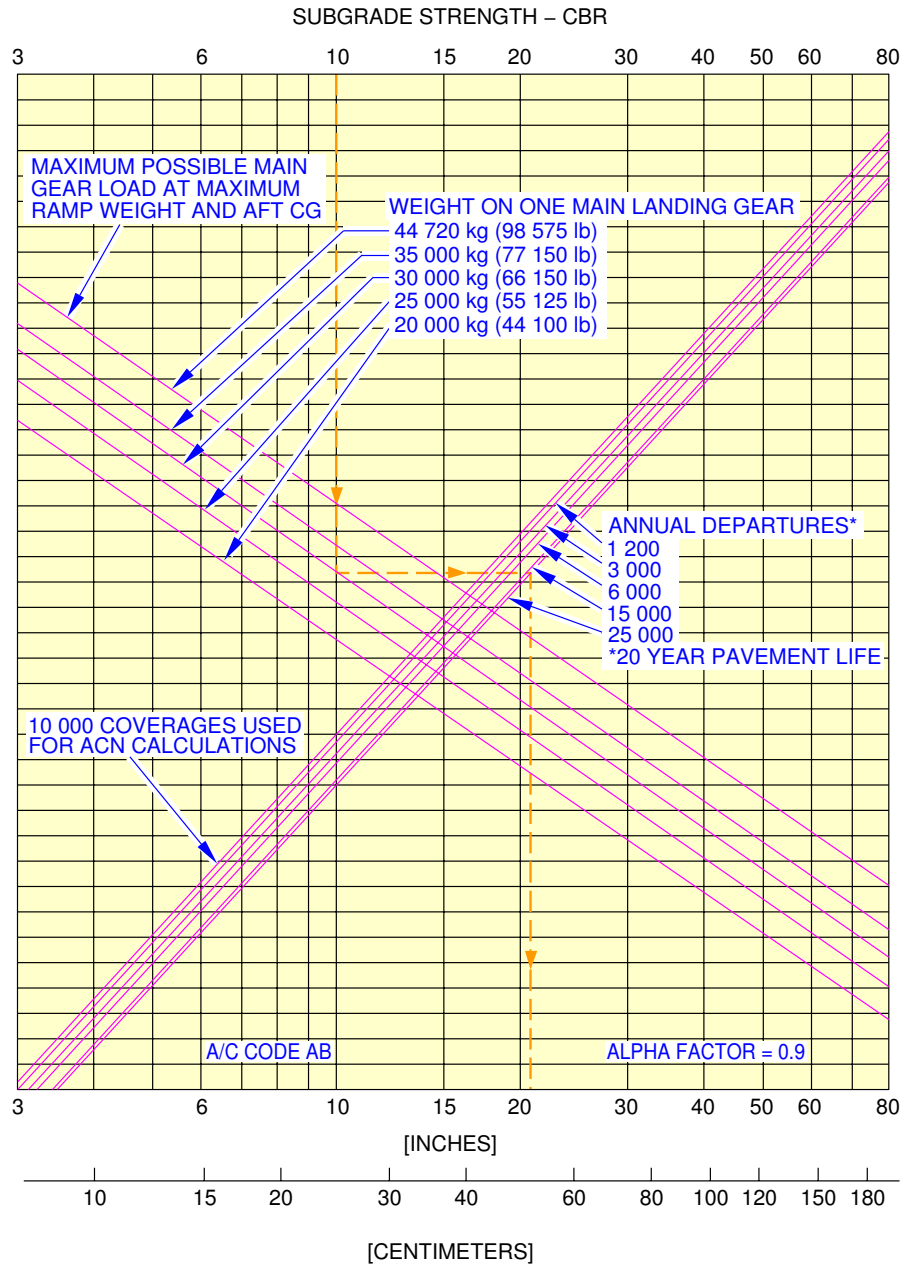 SUBGRADE STRENGTH – CBR
3 6 10 15 20 30 40 50 60 80
MAXIMUM POSSIBLE MAIN
GEAR LOAD AT MAXIMUM
RAMP WEIGHT AND AFT CG
WEIGHT ON ONE MAIN LANDING GEAR
44 720 kg (98 575 lb)
35 000 kg (77 150 lb)
30 000 kg (66 150 lb)
25 000 kg (55 125 lb)
20 000 kg (44 100 lb)
ANNUAL DEPARTURES*
1 200
3 000
6 000
15 000
25 000
*20 YEAR PAVEMENT LIFE
10 000 COVERAGES USED
FOR ACN CALCULATIONS
A/C CODE AB
ALPHA FACTOR = 0.9
3 6 10 15 20 30 40 50 60 80
[INCHES]
10 15 20 30 40 60 80 100 120 150 180
[CENTIMETERS]